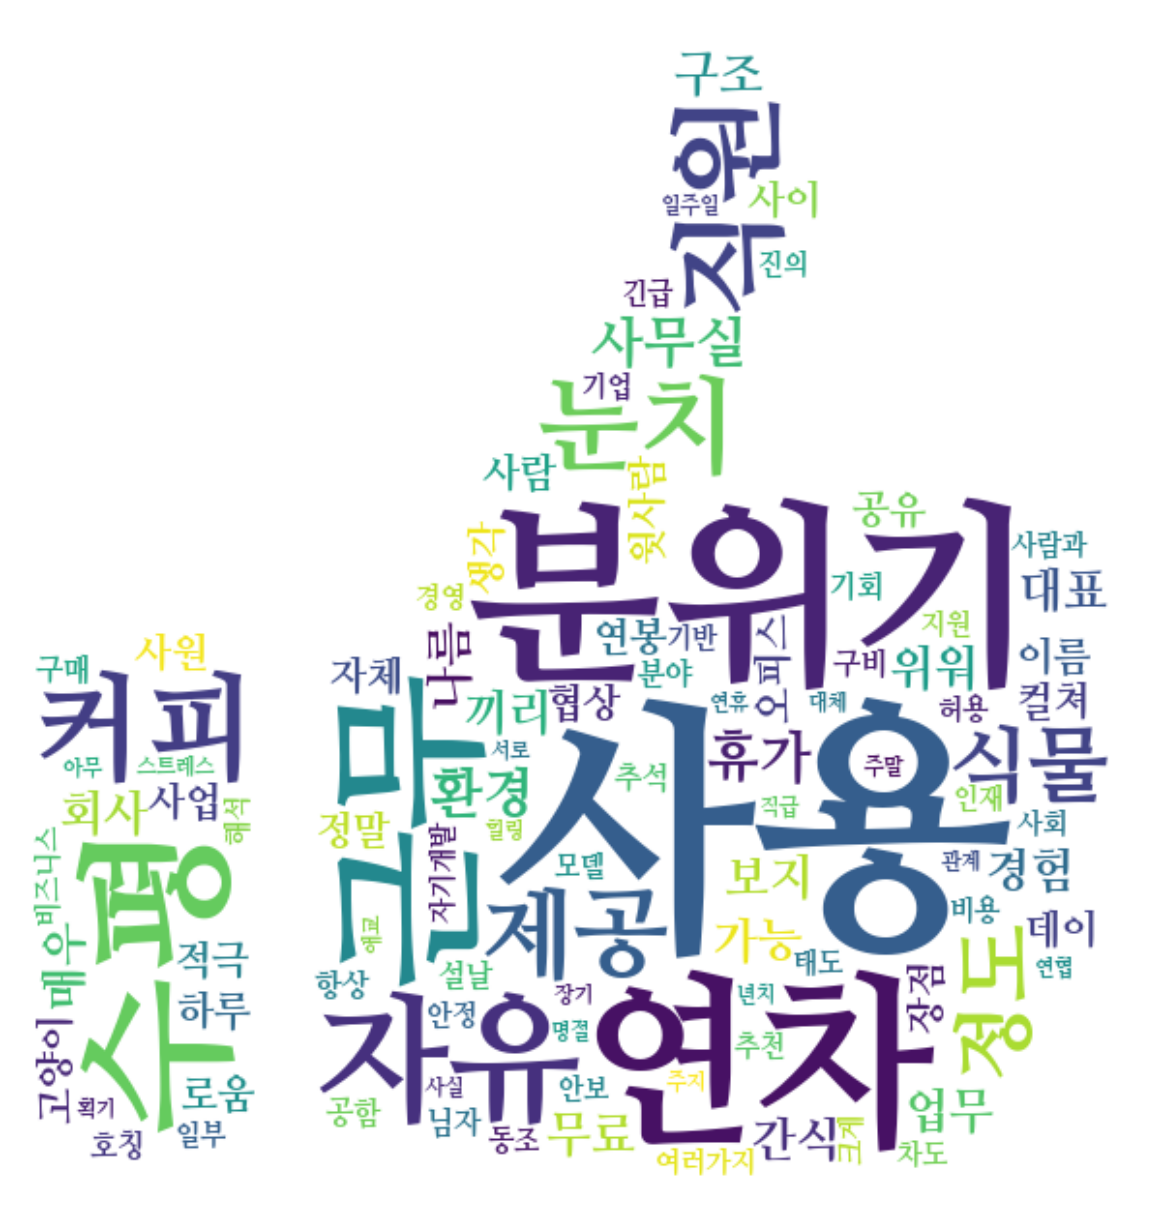 구조
직원
일주일
사이
진의
긴급
사무실
기업
눈치
사람
윗사람
분위기
공유
생각
사람과
경영
기회
대표
연봉
기반
오피스
지원
사원
구매
커피
자체
나름
분야
구비
위워
이름
끼리
협상
연휴
대체
허용
컬쳐
근무
사용
식물
아무
스트레스
서로
휴가
주말
환경
추석
회사
사업
해석
정말
자기개발
힐링
직급
인재
사회
수평
비즈니스
모델
보지
관계
경험
제공
비용
매우
예교
가능
데이
적극
항상
설날
태도
정도
연협
하루
자유
장기
연차
년치
장점
고양이
안정
명절
추천
로움
사실
안보
주지
획기
공함
님자
무료
간식
크게
업무
호칭
일부
동조
여러가지
차도